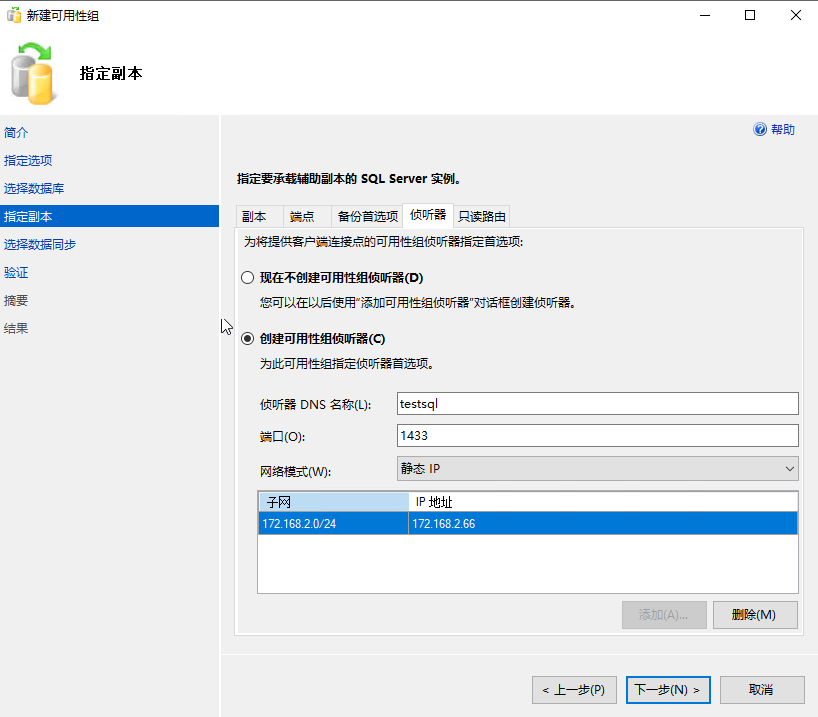 新建可用性组
指定副本
简介
指定选项
选择数据库
指定副本
选择数据同步
验证
摘要
结果
帮助
指定要承载辅助副本的 SQL Server 实例。
副本 端点 备份首选项 侦听器 只读路由
为将提供客户端连接点的可用性组侦听器指定首选项:
现在不创建可用性组侦听器(D)
您可以在以后使用“添加可用性组侦听器”对话框创建侦听器。
创建可用性组侦听器(C)
为此可用性组指定侦听器首选项。
侦听器 DNS 名称(L): testsql
端口(O): 1433
网络模式(W): 静态 IP
子网 IP 地址
172.168.2.0/24 172.168.2.66
添加(A)... 删除(M)
< 上一步(P) 下一步(N) > 取消